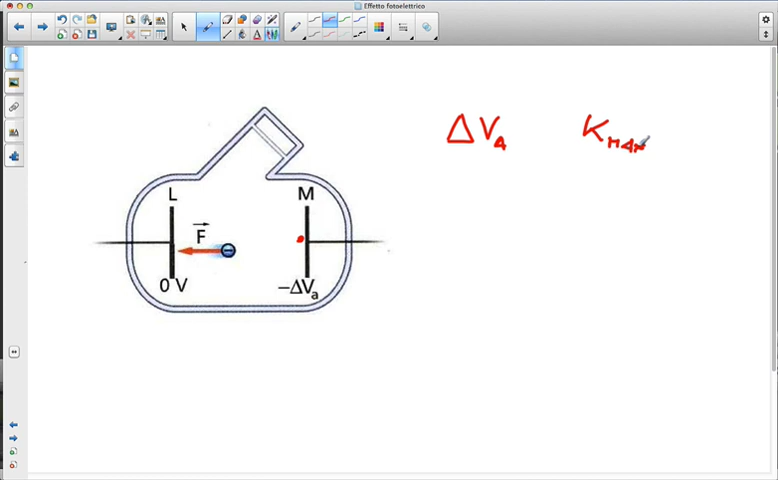 Effetto fotoelettrico
ΔVa Kmax
L M
F
0 V −ΔVa